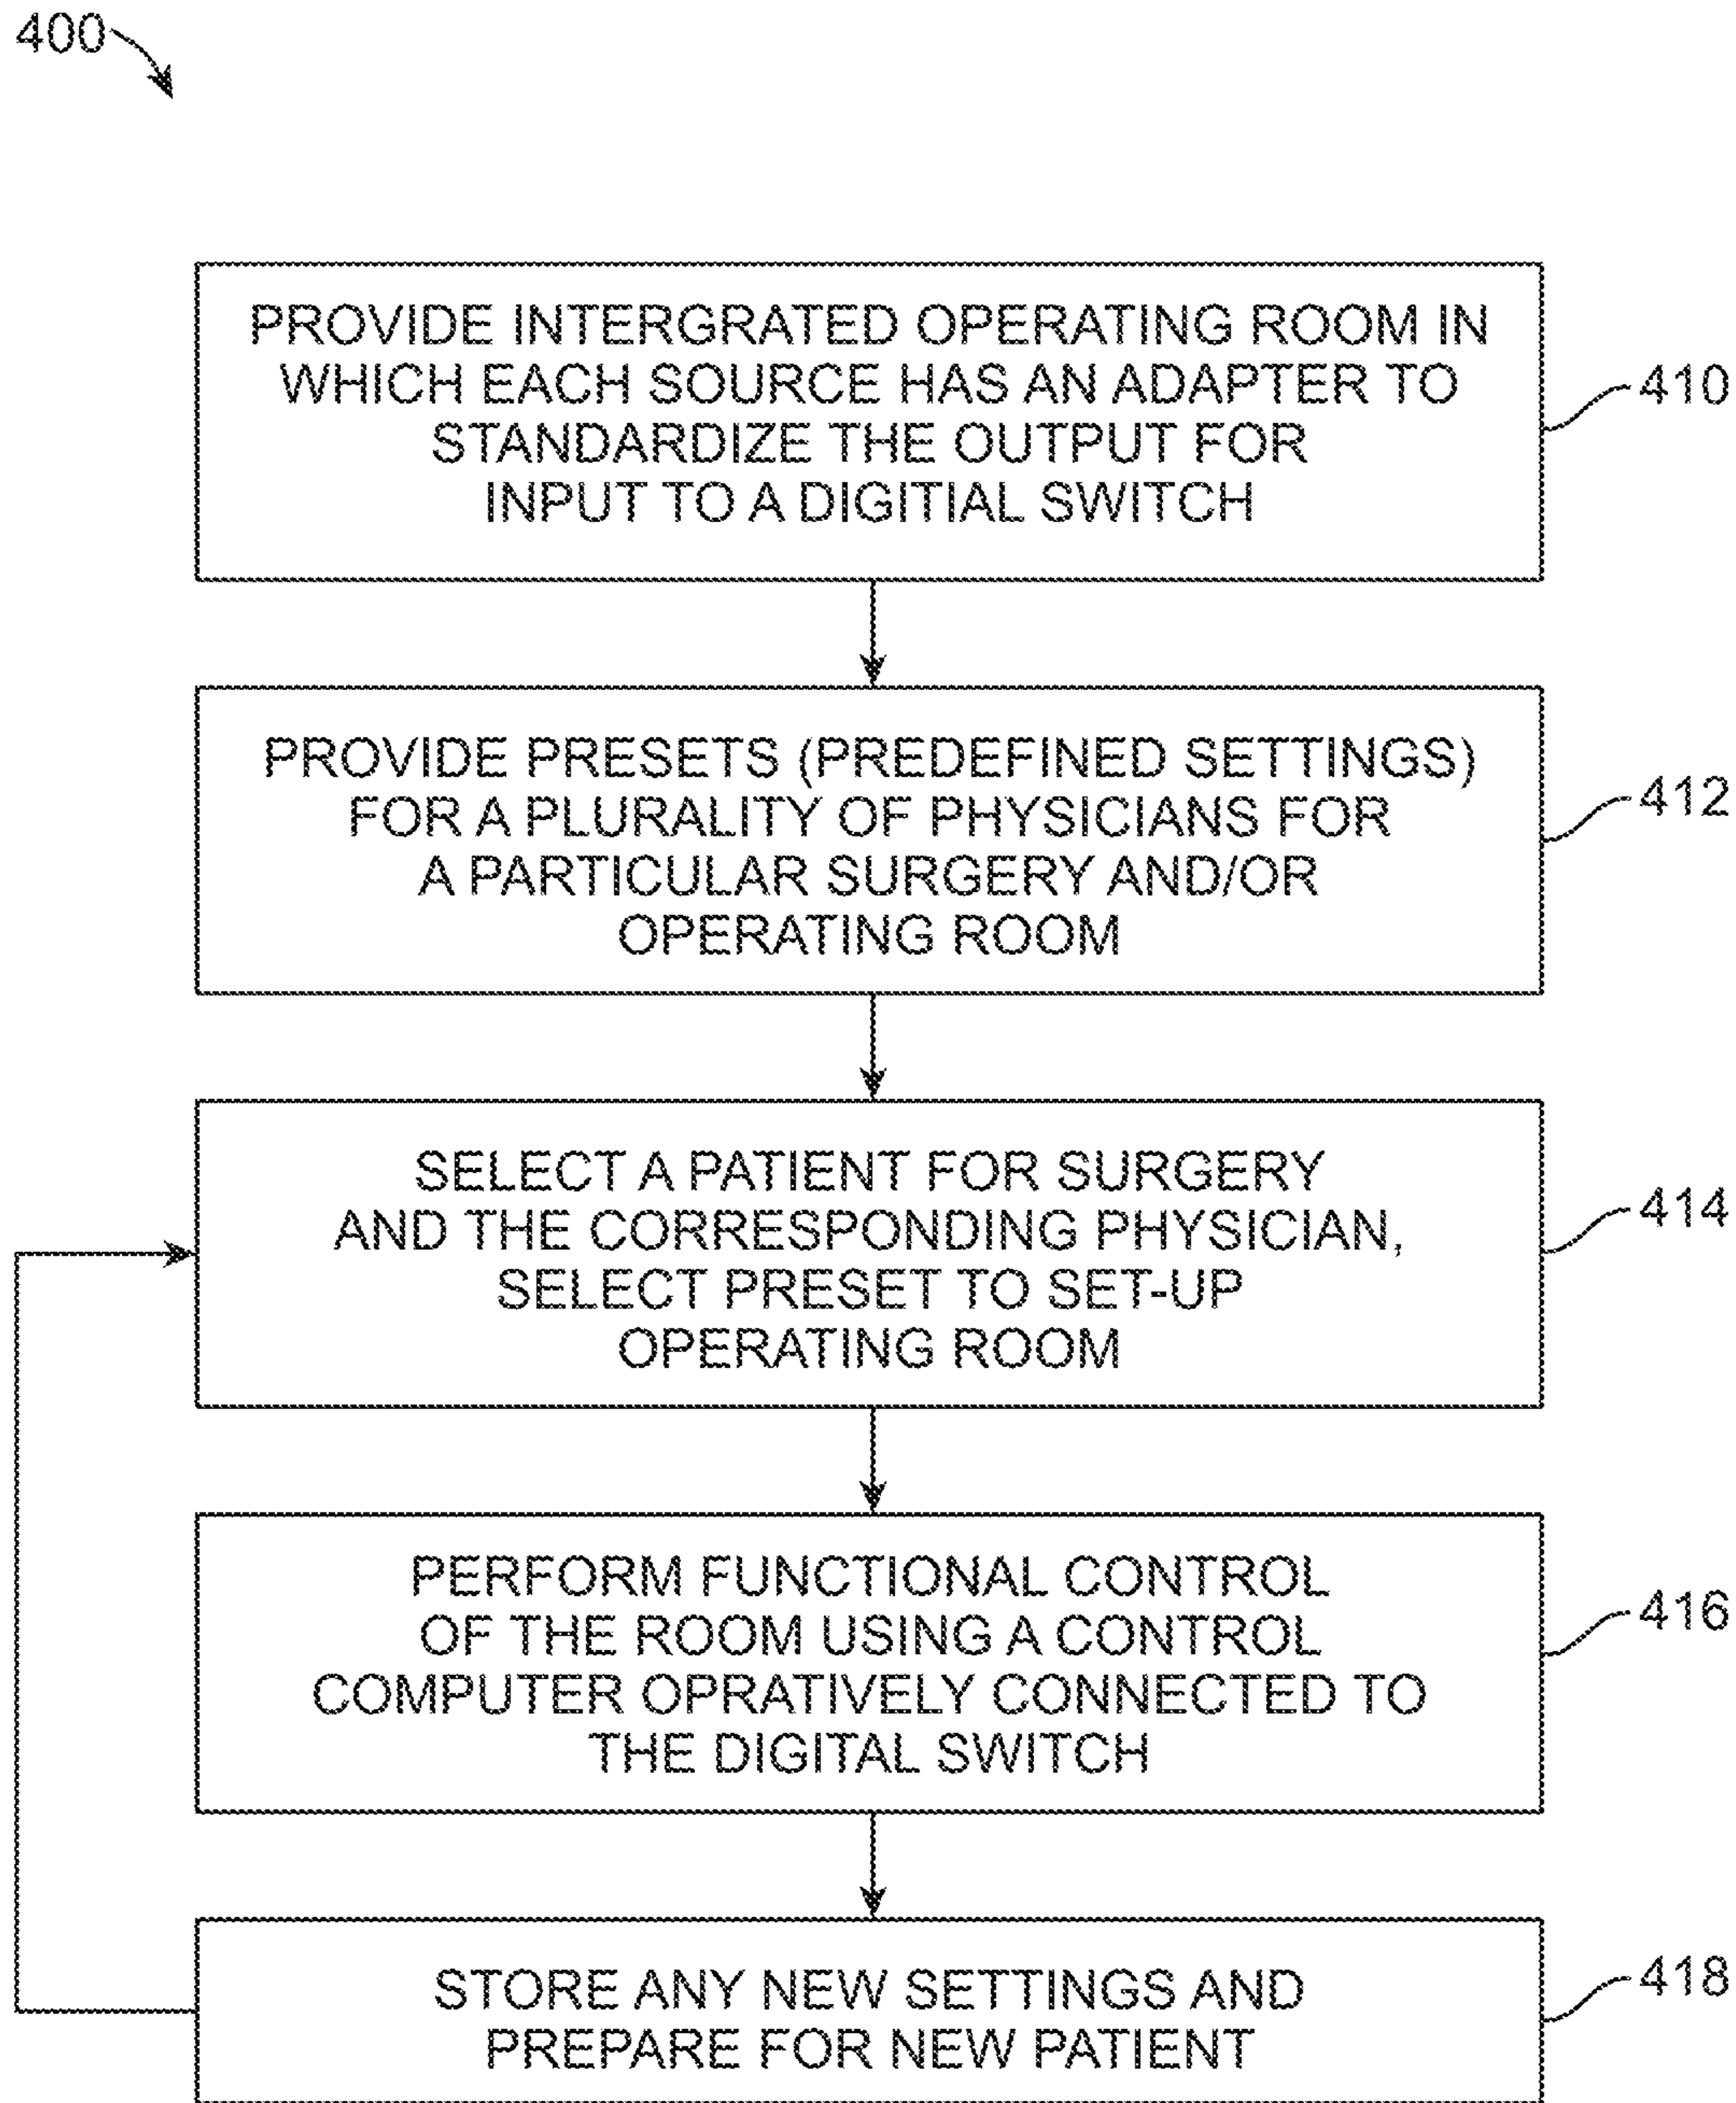 400
PROVIDE INTERGRATED OPERATING ROOM IN
WHICH EACH SOURCE HAS AN ADAPTER TO
STANDARDIZE THE OUTPUT FOR
INPUT TO A DIGITIAL SWITCH
410
PROVIDE PRESETS (PREDEFINED SETTINGS)
FOR A PLURALITY OF PHYSICIANS FOR
A PARTICULAR SURGERY AND/OR
OPERATING ROOM
412
SELECT A PATIENT FOR SURGERY
AND THE CORRESPONDING PHYSICIAN,
SELECT PRESET TO SET-UP
OPERATING ROOM
414
PERFORM FUNCTIONAL CONTROL
OF THE ROOM USING A CONTROL
COMPUTER OPRATIVELY CONNECTED TO
THE DIGITAL SWITCH
416
STORE ANY NEW SETTINGS AND
PREPARE FOR NEW PATIENT
418